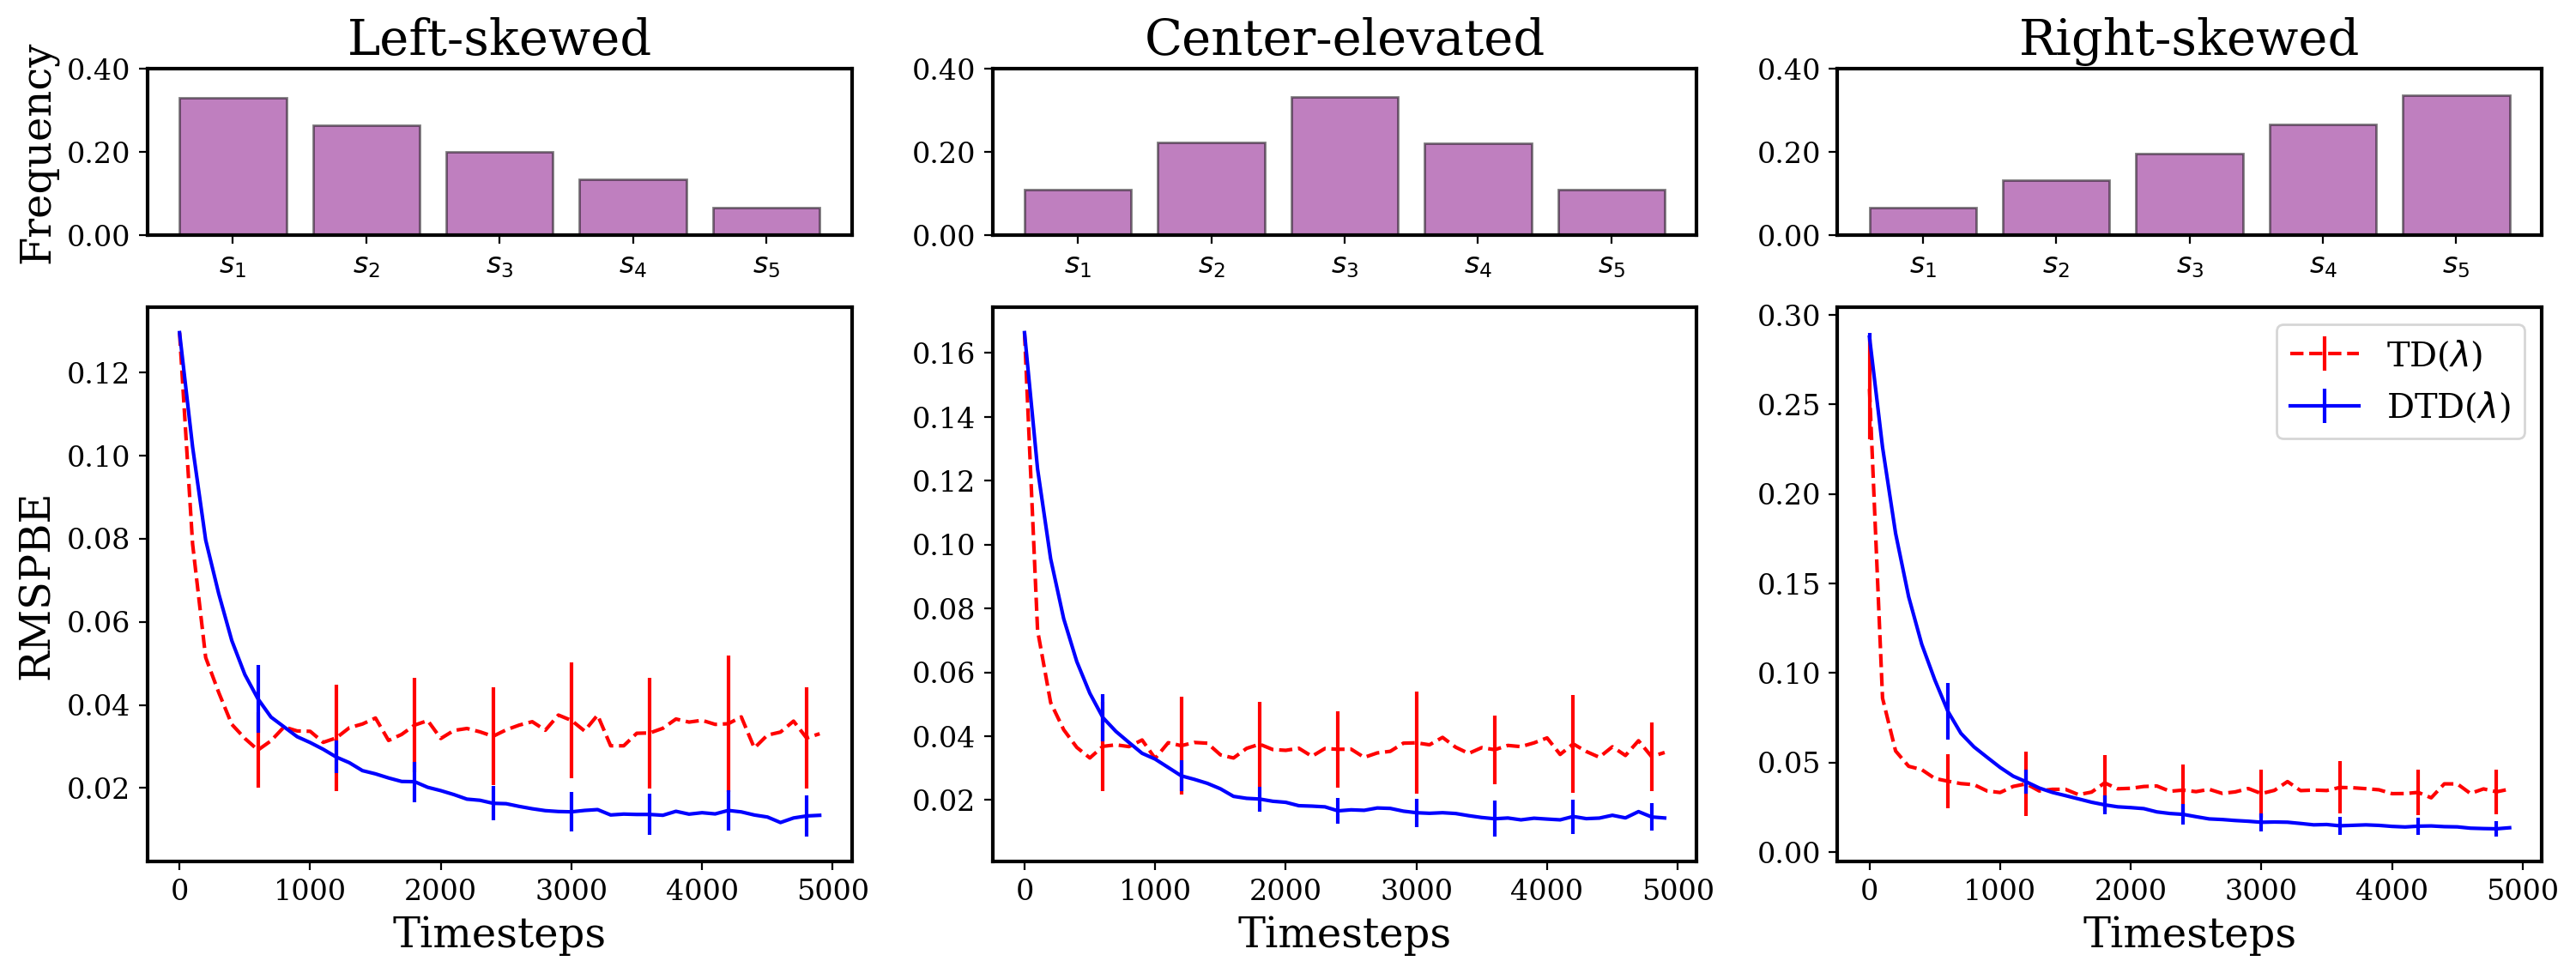 Left-skewed Center-elevated Right-skewed
Frequency
0.40 0.40 0.40
0.20 0.20 0.20
0.00 0.00 0.00
s₁ s₂ s₃ s₄ s₅ s₁ s₂ s₃ s₄ s₅ s₁ s₂ s₃ s₄ s₅
RMSPBE
0.12
0.10
0.08
0.06
0.04
0.02
0 1000 2000 3000 4000 5000
Timesteps
0.16
0.14
0.12
0.10
0.08
0.06
0.04
0.02
0 1000 2000 3000 4000 5000
Timesteps
0.30
0.25
0.20
0.15
0.10
0.05
0.00
TD(λ)
DTD(λ)
0 1000 2000 3000 4000 5000
Timesteps